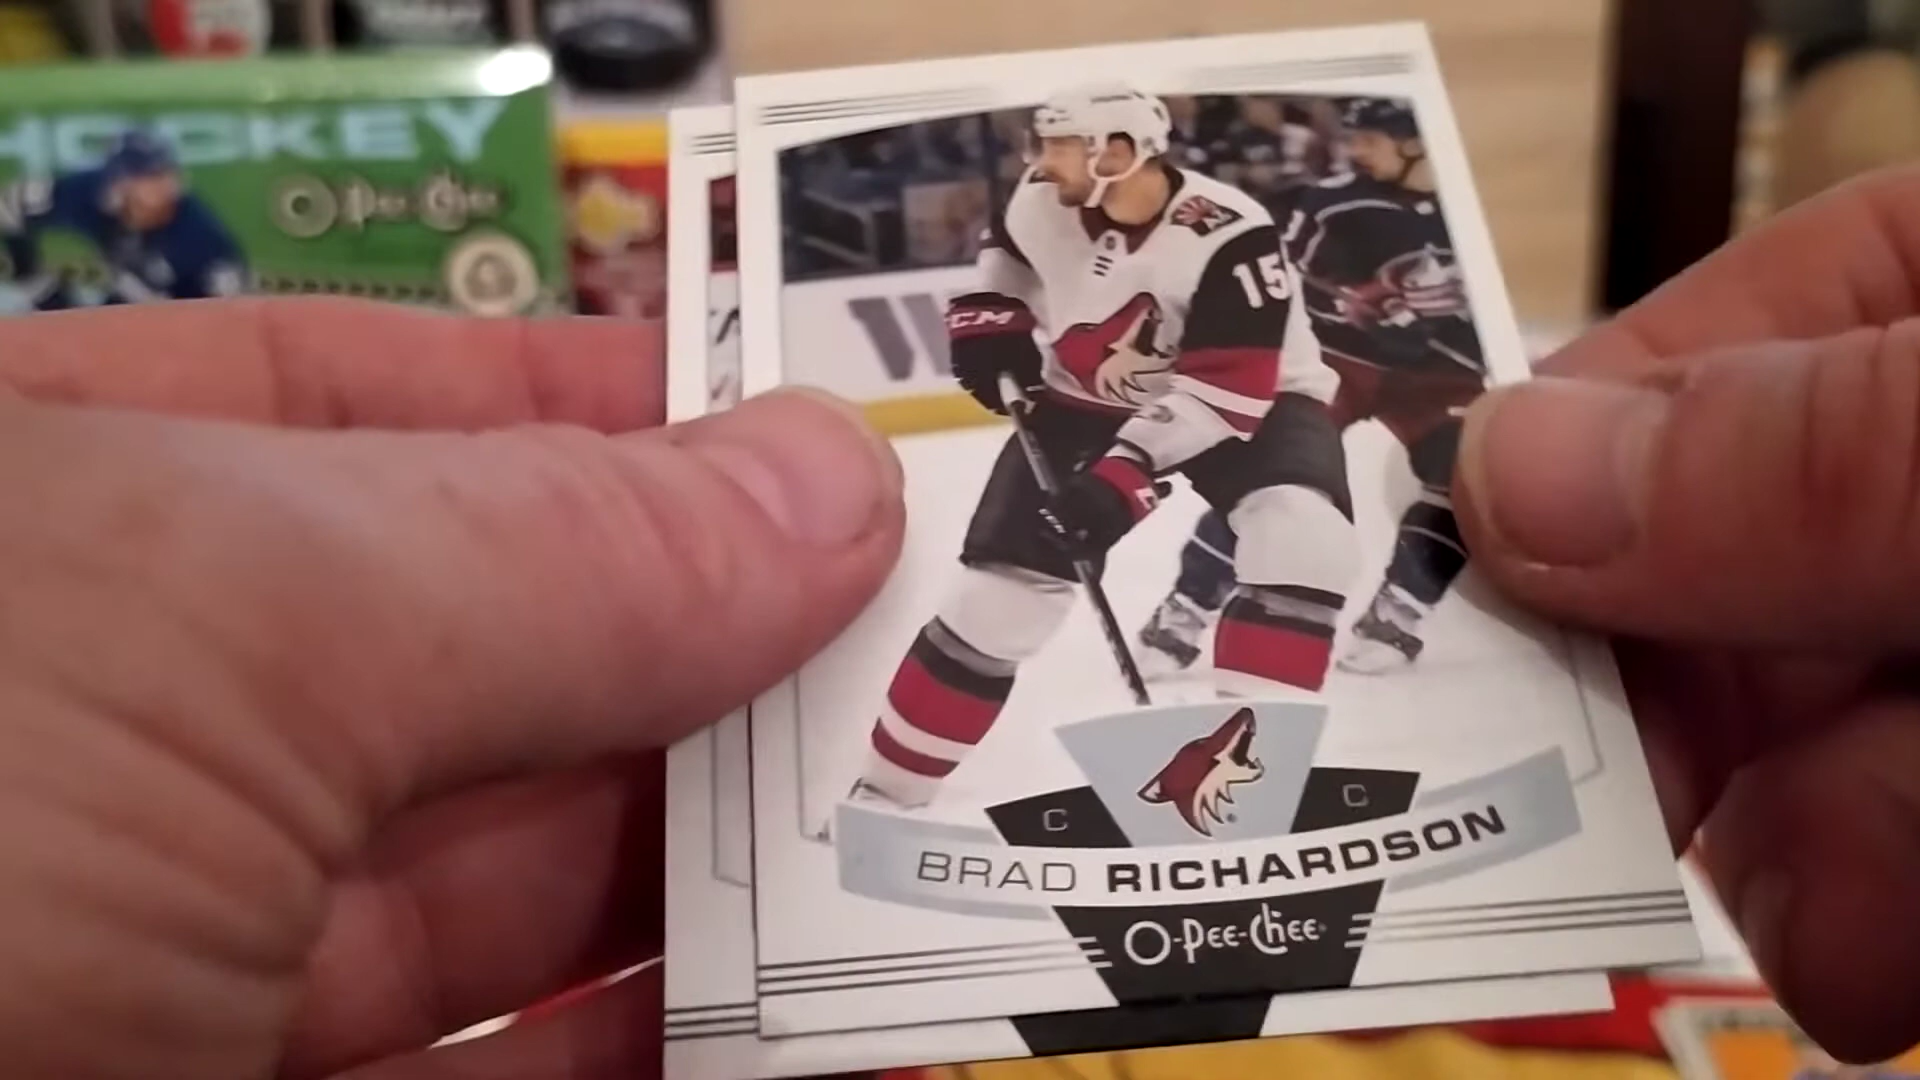 HOCKEY
O-Pee-Chee
15
CCM
C C
BRAD RICHARDSON
O-Pee-Chee